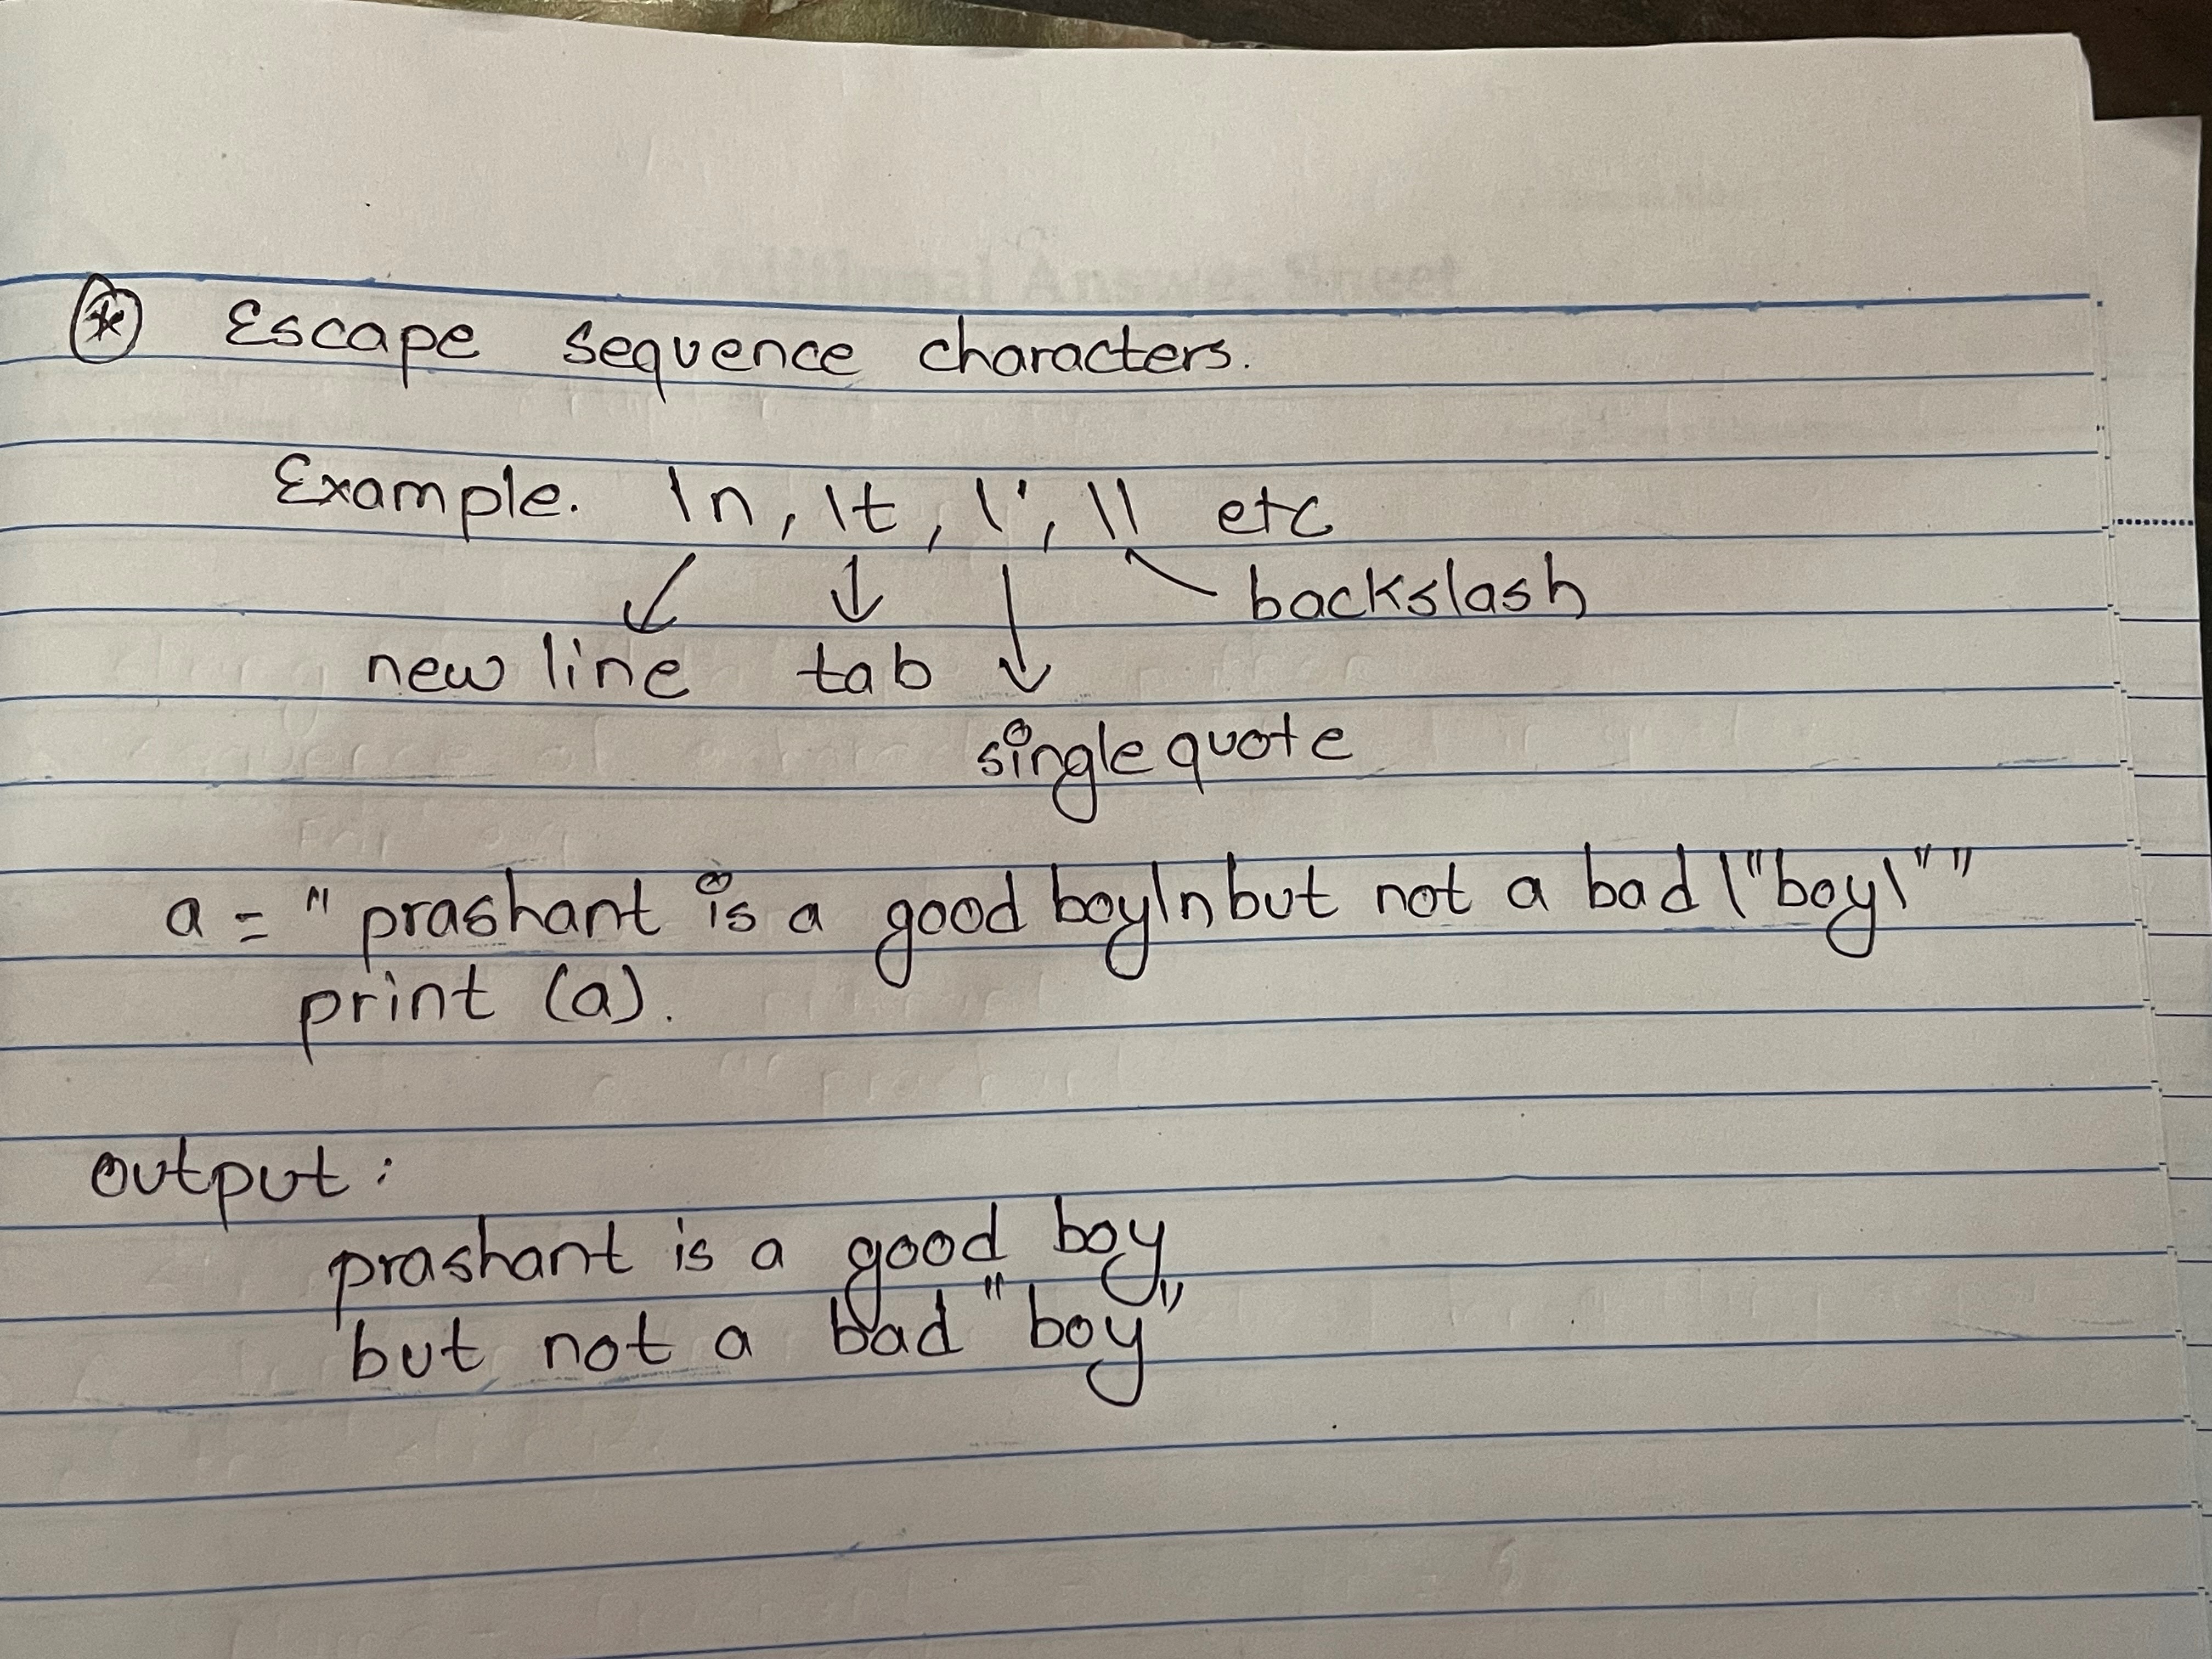 * Escape sequence characters.
Example. \n, \t, \', \\ etc
backslash
new line tab
single quote
a = "prashant is a good boy\nbut not a bad \"boy\""
print (a).
output:
prashant is a good boy
but not a bad "boy"